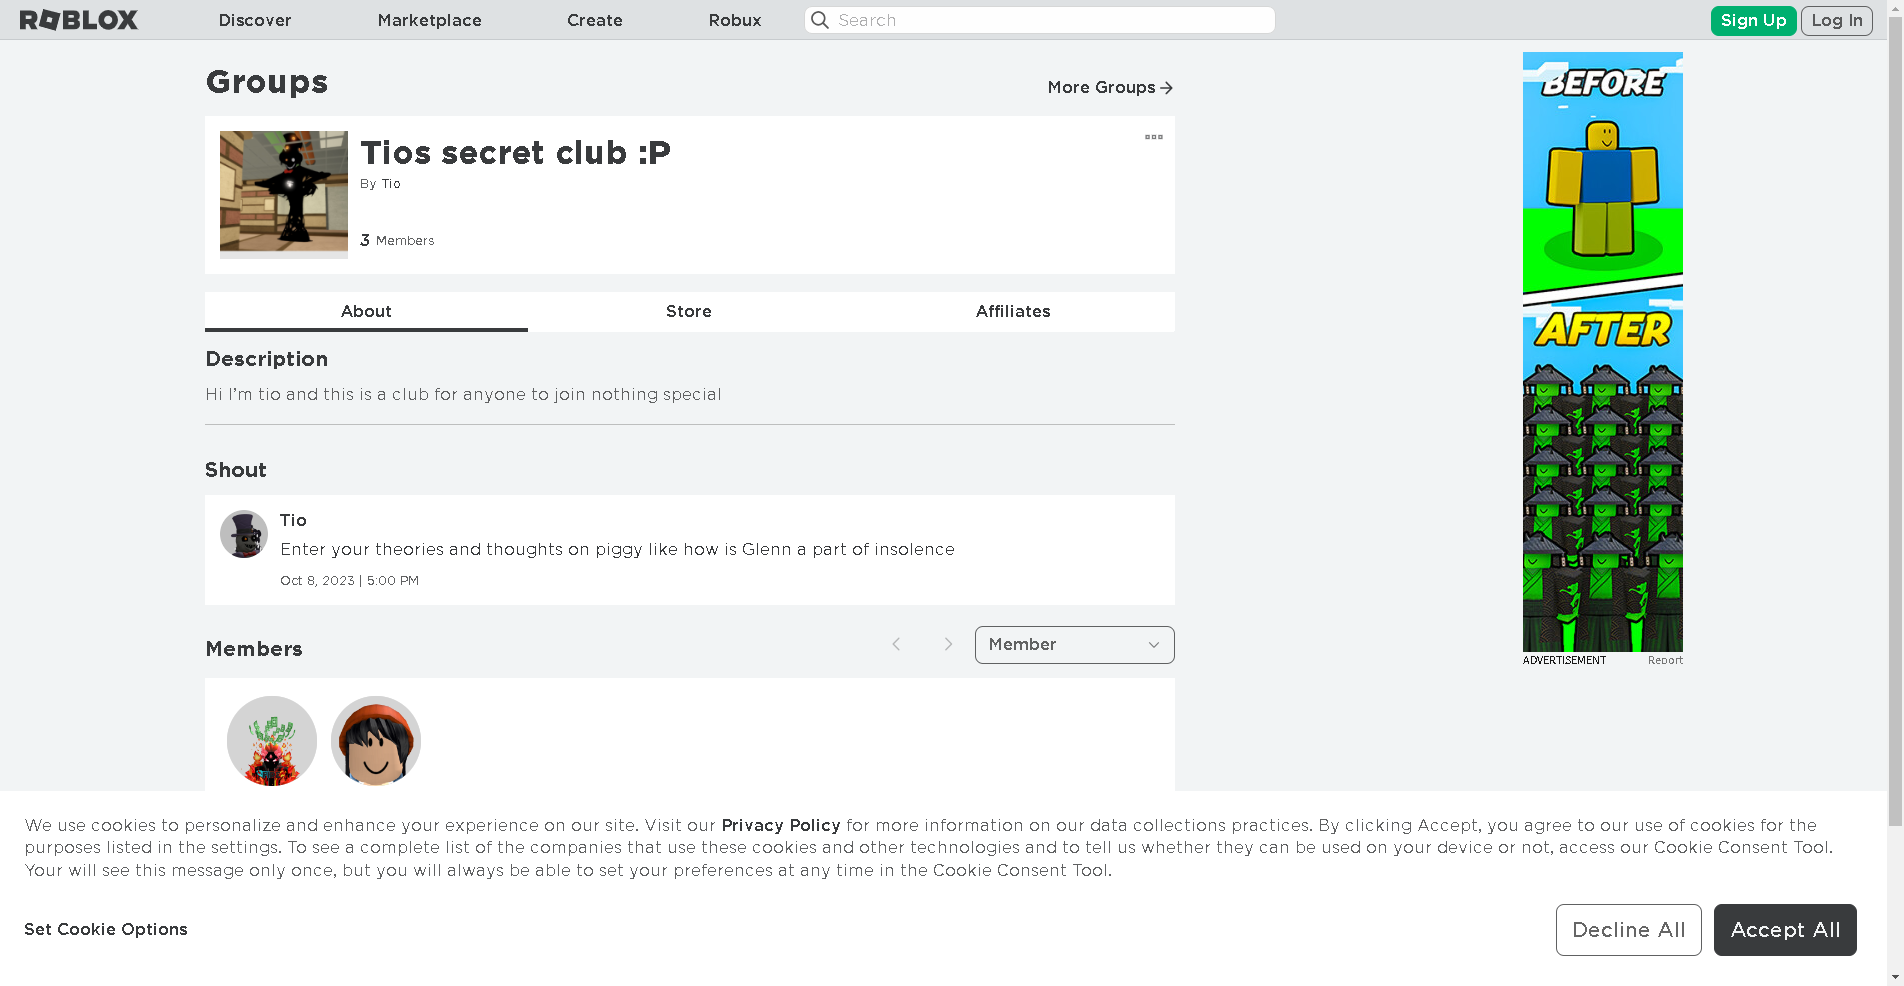 ROBLOX
Discover
Marketplace
Create
Robux
Search
Sign Up
Log In
Groups
More Groups
Tios secret club :P
By Tio
3 Members
About
Store
Affiliates
Description
Hi I'm tio and this is a club for anyone to join nothing special
Shout
Tio
Enter your theories and thoughts on piggy like how is Glenn a part of insolence
Oct 8, 2023 | 5:00 PM
Members
Member
BEFORE
AFTER
ADVERTISEMENT
Report
We use cookies to personalize and enhance your experience on our site. Visit our Privacy Policy for more information on our data collections practices. By clicking Accept, you agree to our use of cookies for the
purposes listed in the settings. To see a complete list of the companies that use these cookies and other technologies and to tell us whether they can be used on your device or not, access our Cookie Consent Tool.
Your will see this message only once, but you will always be able to set your preferences at any time in the Cookie Consent Tool.
Set Cookie Options
Decline All
Accept All